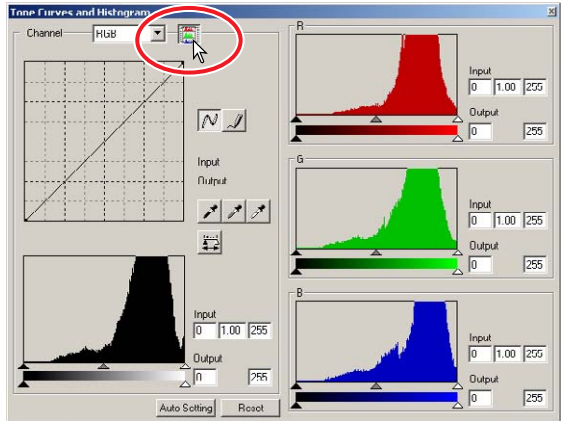 Tone Curves and Histogram
Channel RGB
Input
Output
Input
0 1.00 255
Output
0 255
Auto Setting Reset
R
Input
0 1.00 255
Output
0 255
G
Input
0 1.00 255
Output
0 255
B
Input
0 1.00 255
Output
0 255